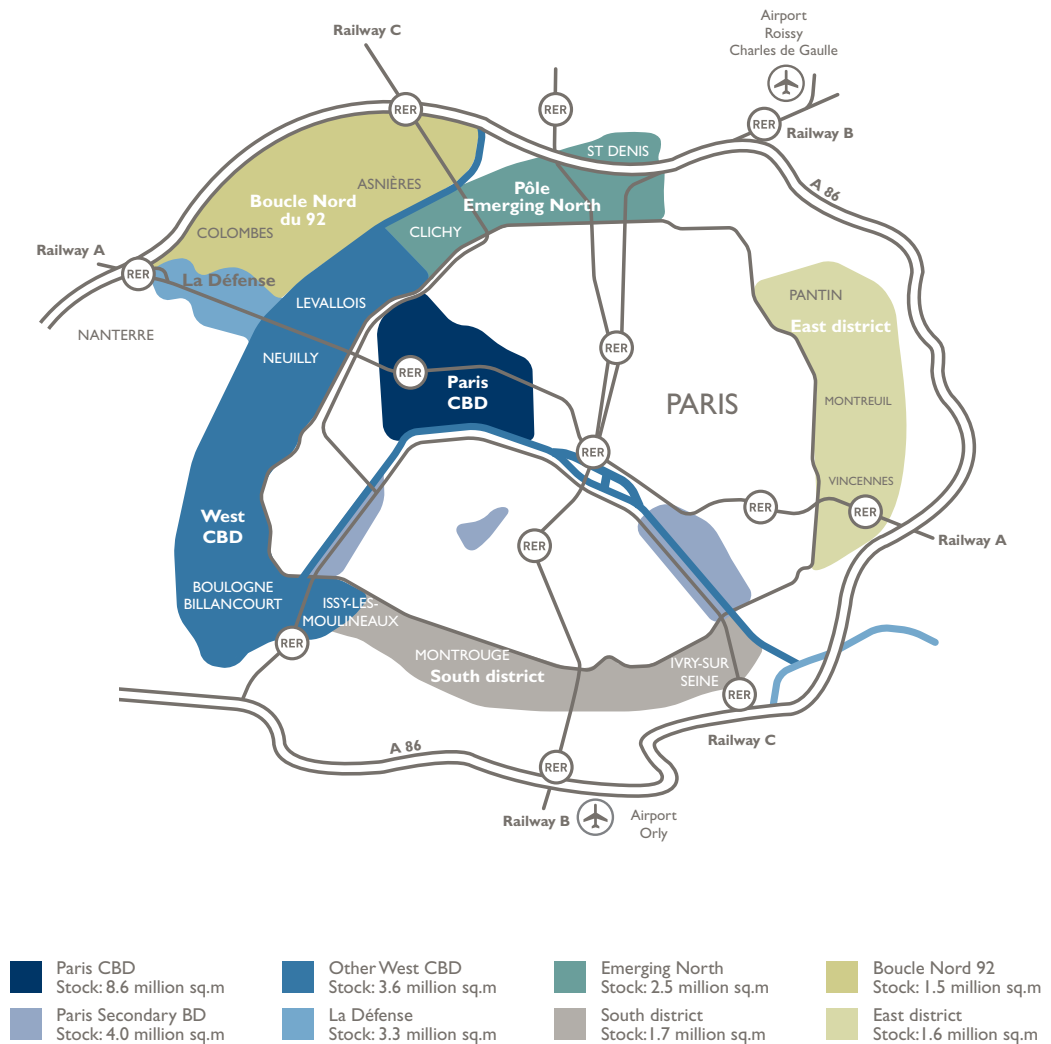 Airport
Roissy
Charles de Gaulle
Railway C
RER
RER
RER
Railway B
ST DENIS
A 86
ASNIÈRES
Pôle
Emerging North
Boucle Nord
du 92
COLOMBES
CLICHY
Railway A
RER
La Défense
LEVALLOIS
PANTIN
East district
NANTERRE
NEUILLY
RER
RER
Paris
CBD
PARIS
MONTREUIL
RER
VINCENNES
RER
RER
West
CBD
RER
Railway A
BOULOGNE
BILLANCOURT
ISSY-LES-
MOULINEAUX
RER
MONTROUGE
South district
IVRY-SUR
SEINE
RER
Railway C
A 86
RER
Railway B
Airport
Orly
Paris CBD
Stock: 8.6 million sq.m
Other West CBD
Stock: 3.6 million sq.m
Emerging North
Stock: 2.5 million sq.m
Boucle Nord 92
Stock: 1.5 million sq.m
Paris Secondary BD
Stock: 4.0 million sq.m
La Défense
Stock: 3.3 million sq.m
South district
Stock:1.7 million sq.m
East district
Stock:1.6 million sq.m